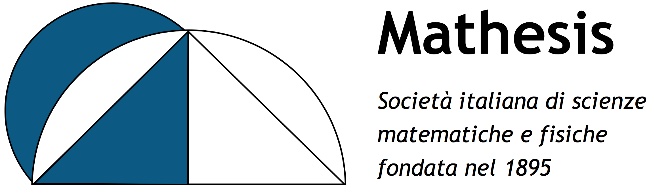 Mathesis
Società italiana di scienze
matematiche e fisiche
fondata nel 1895